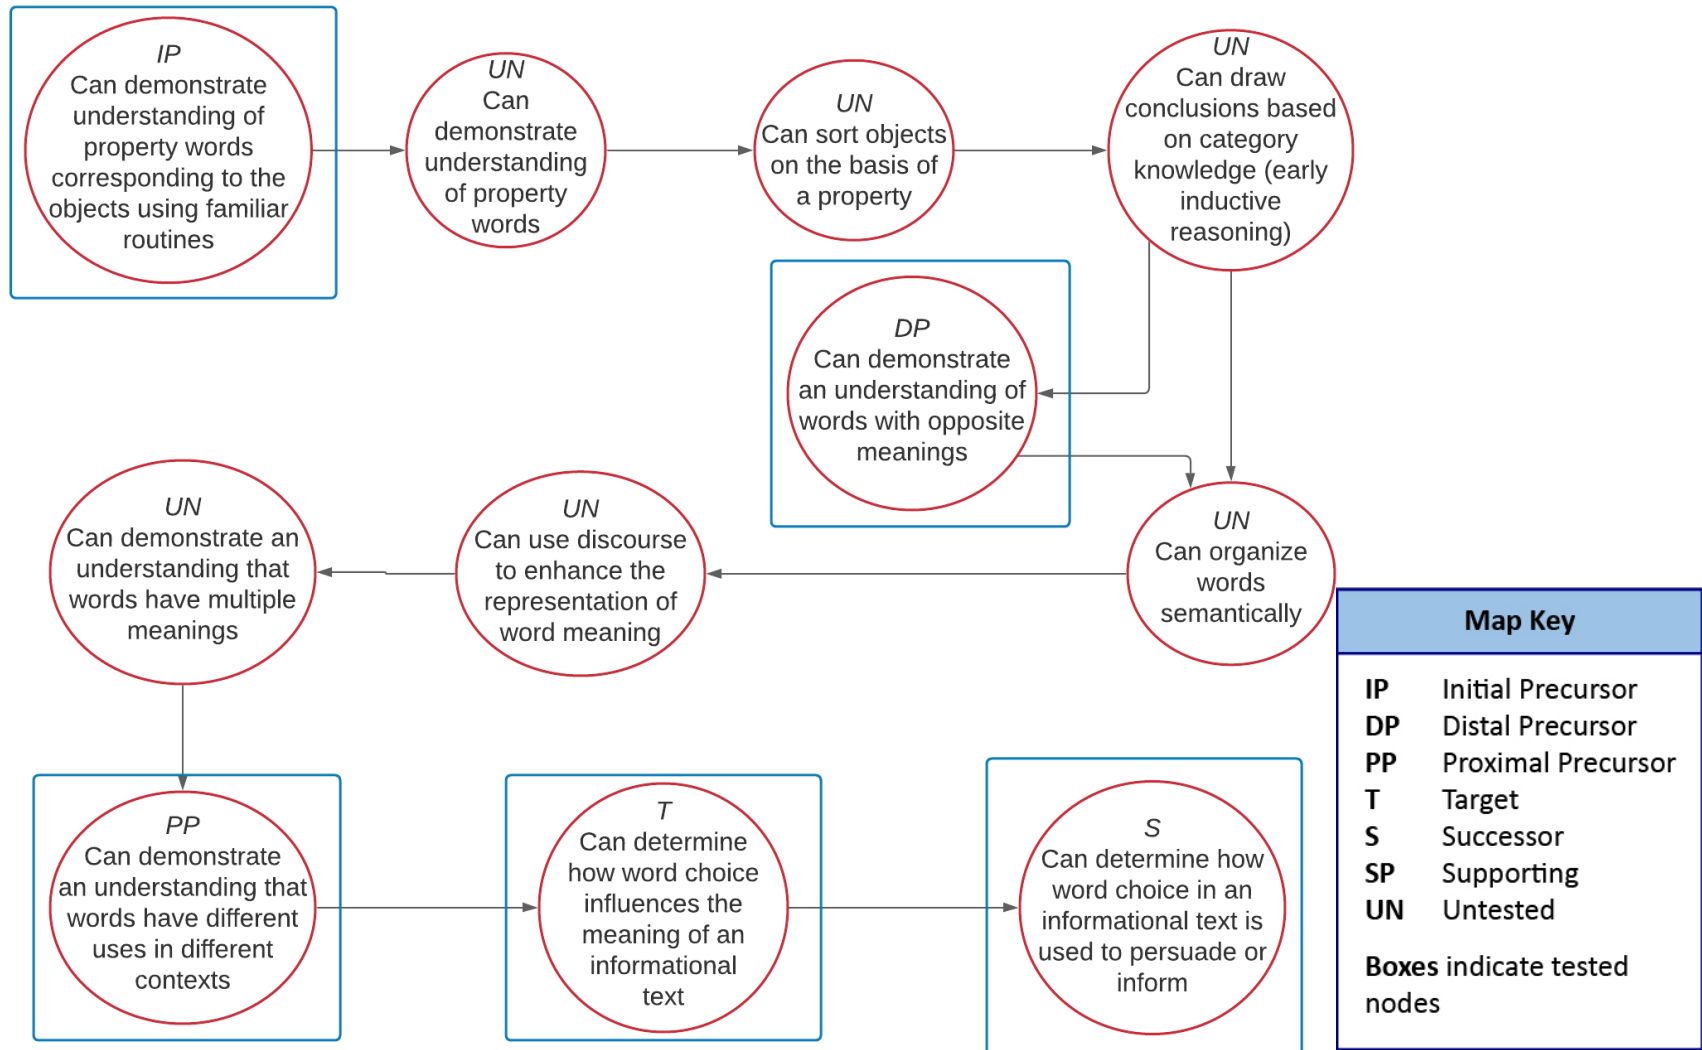 IP
Can demonstrate
understanding of
property words
corresponding to the
objects using familiar
routines
UN
Can
demonstrate
understanding
of property
words
UN
Can sort objects
on the basis of
a property
UN
Can draw
conclusions based
on category
knowledge (early
inductive
reasoning)
DP
Can demonstrate
an understanding of
words with opposite
meanings
UN
Can organize
words
semantically
UN
Can use discourse
to enhance the
representation of
word meaning
UN
Can demonstrate an
understanding that
words have multiple
meanings
PP
Can demonstrate
an understanding that
words have different
uses in different
contexts
T
Can determine
how word choice
influences the
meaning of an
informational
text
S
Can determine how
word choice in an
informational text is
used to persuade or
inform
Map Key
IP Initial Precursor
DP Distal Precursor
PP Proximal Precursor
T Target
S Successor
SP Supporting
UN Untested
Boxes indicate tested
nodes